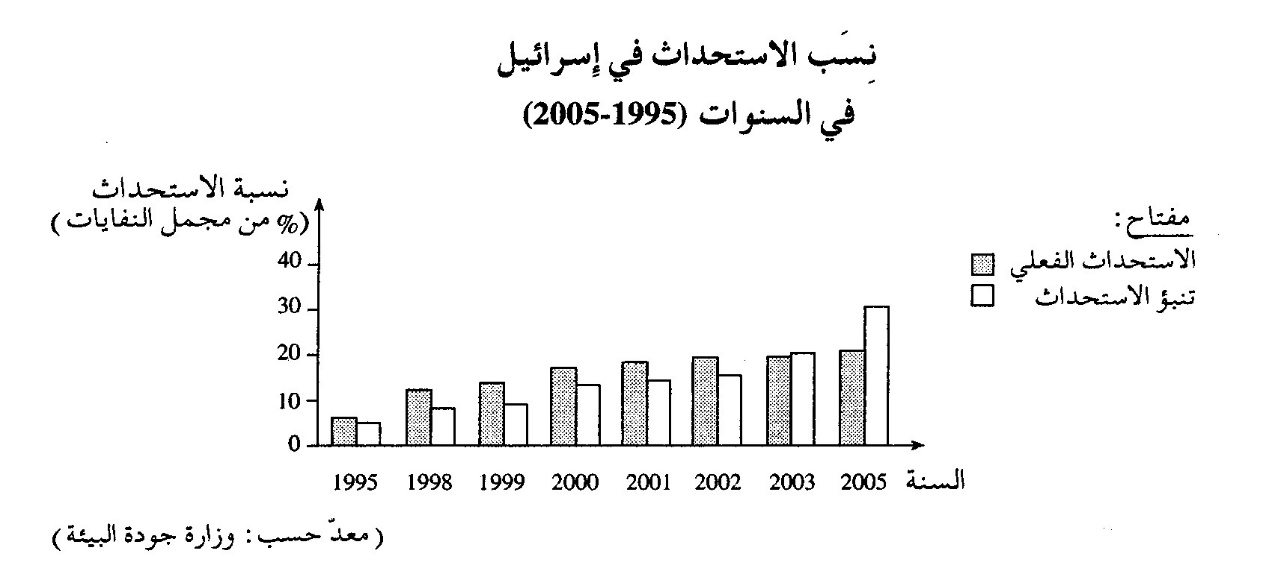 نِسَب الاستحداث في إِسرائيل
في السنوات (1995-2005)
نسبة الاستحداث
(% من مجمل النفايات)
مفتاح:
الاستحداث الفعلي
تنبؤ الاستحداث
40
30
20
10
0
1995 1998 1999 2000 2001 2002 2003 2005 السنة
(معدّ حسب: وزارة جودة البيئة)